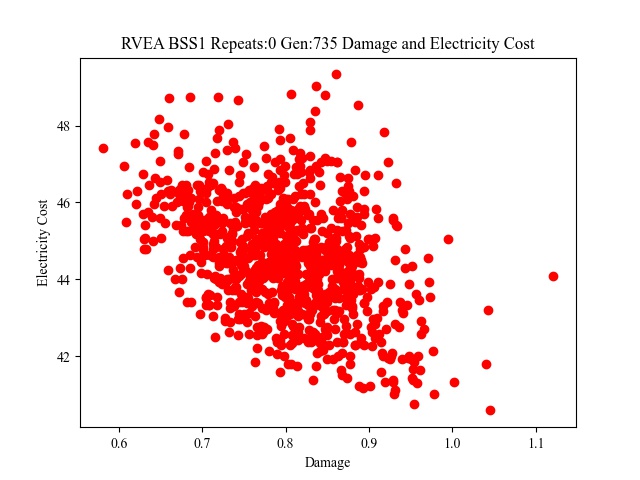 RVEA BSS1 Repeats:0 Gen:735 Damage and Electricity Cost
48
46
44
42
Electricity Cost
0.6 0.7 0.8 0.9 1.0 1.1
Damage